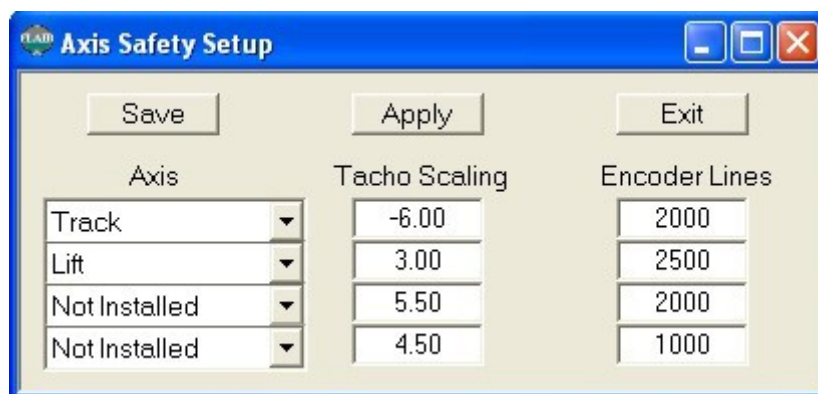 Axis Safety Setup
Save Apply Exit
Axis Tacho Scaling Encoder Lines
Track -6.00 2000
Lift 3.00 2500
Not Installed 5.50 2000
Not Installed 4.50 1000